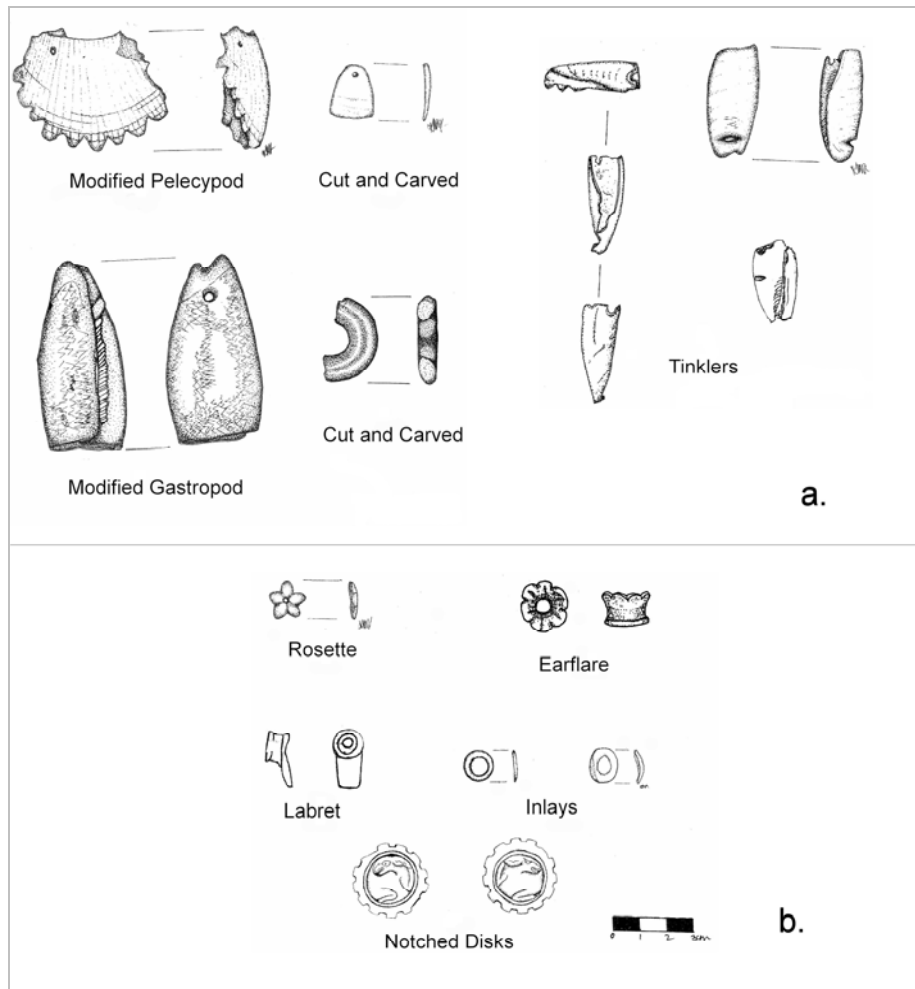 Modified Pelecypod
Cut and Carved
Modified Gastropod
Cut and Carved
Tinklers
a.
Rosette
Earflare
Labret
Inlays
Notched Disks
0 1 2 3cm
b.